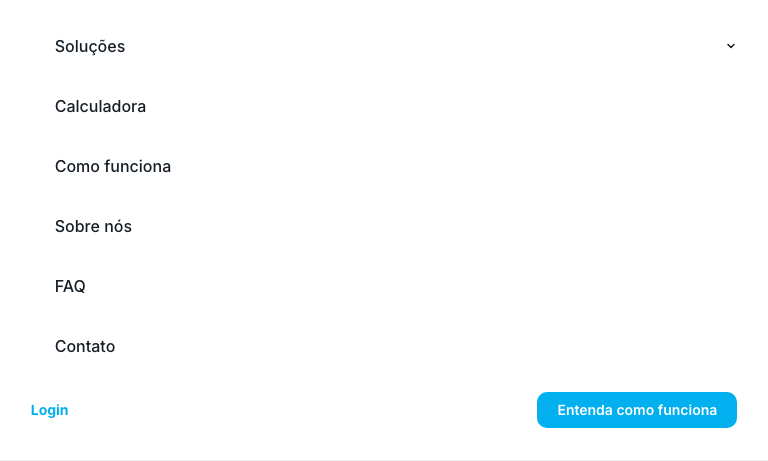 Soluções
Calculadora
Como funciona
Sobre nós
FAQ
Contato
Login
Entenda como funciona